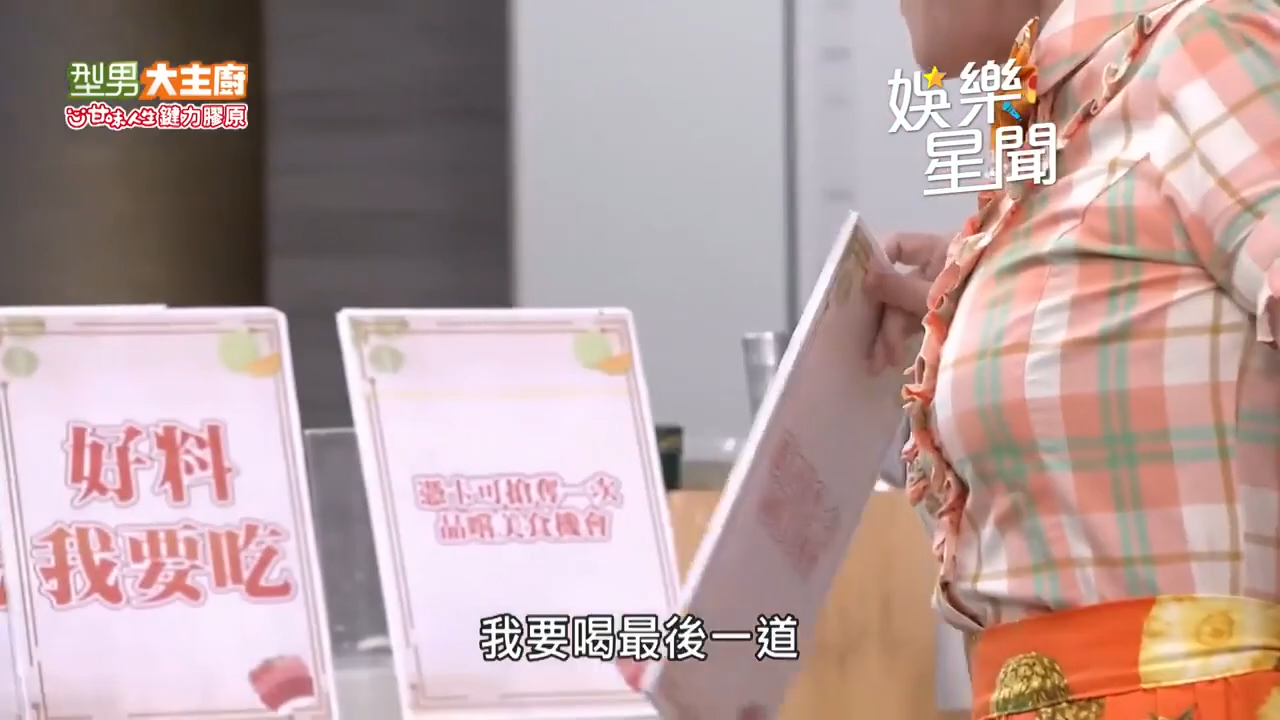 型男大主廚
甘味人生鍵力膠原
娛樂
星聞
好料
我要吃
憑卡可搶奪一次
品嚐美食機會
我要喝最後一道